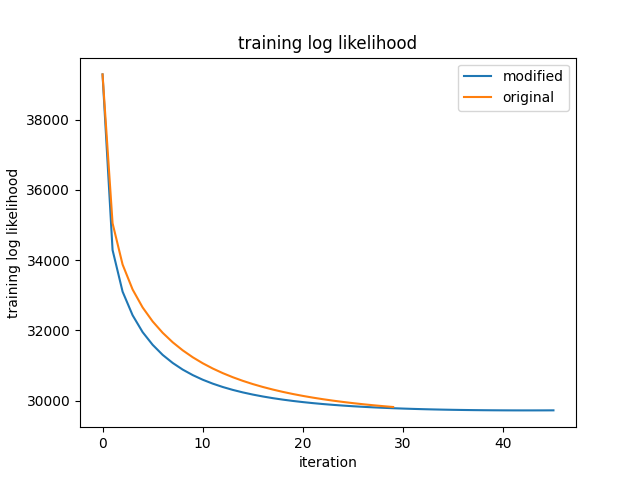 training log likelihood
modified
original
training log likelihood
38000
36000
34000
32000
30000
0 10 20 30 40
iteration